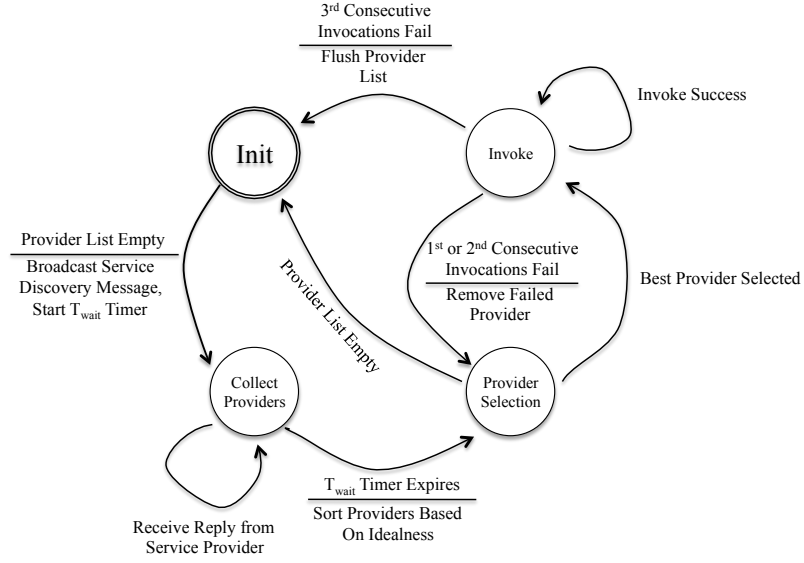 3rd Consecutive
Invocations Fail
Flush Provider
List
Invoke Success
Init
Invoke
Provider List Empty
Broadcast Service
Discovery Message,
Start Twait Timer
1st or 2nd Consecutive
Invocations Fail
Remove Failed
Provider
Best Provider Selected
Provider List Empty
Collect
Providers
Provider
Selection
Twait Timer Expires
Sort Providers Based
On Idealness
Receive Reply from
Service Provider